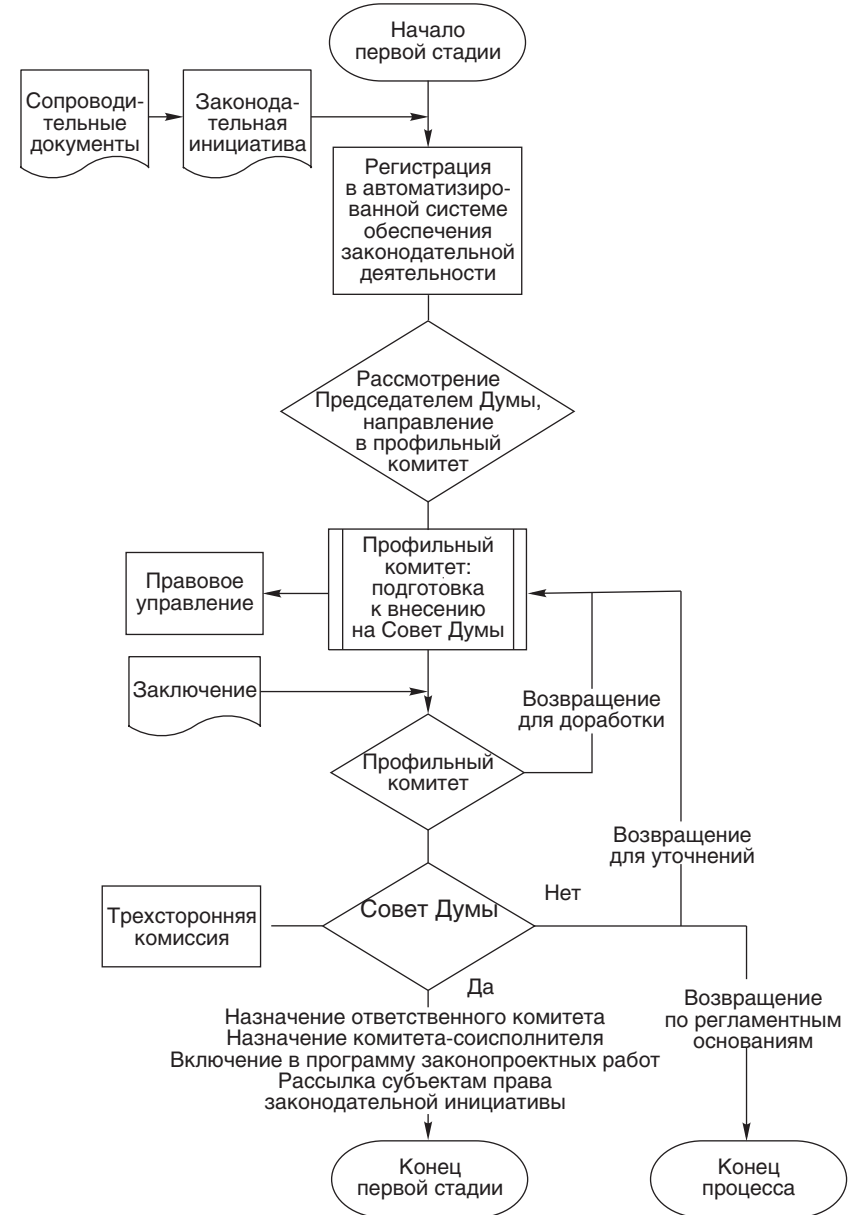 Начало
первой стадии
Сопроводи-
тельные
документы
Законода-
тельная
инициатива
Регистрация
в автоматизиро-
ванной системе
обеспечения
законодательной
деятельности
Рассмотрение
Председателем Думы,
направление
в профильный
комитет
Профильный
комитет:
подготовка
к внесению
на Совет Думы
Правовое
управление
Заключение
Возвращение
для доработки
Профильный
комитет
Возвращение
для уточнений
Трехсторонняя
комиссия
Совет Думы
Нет
Да
Назначение ответственного комитета
Назначение комитета-соисполнителя
Включение в программу законопроектных работ
Рассылка субъектам права
законодательной инициативы
Возвращение
по регламентным
основаниям
Конец
первой стадии
Конец
процесса